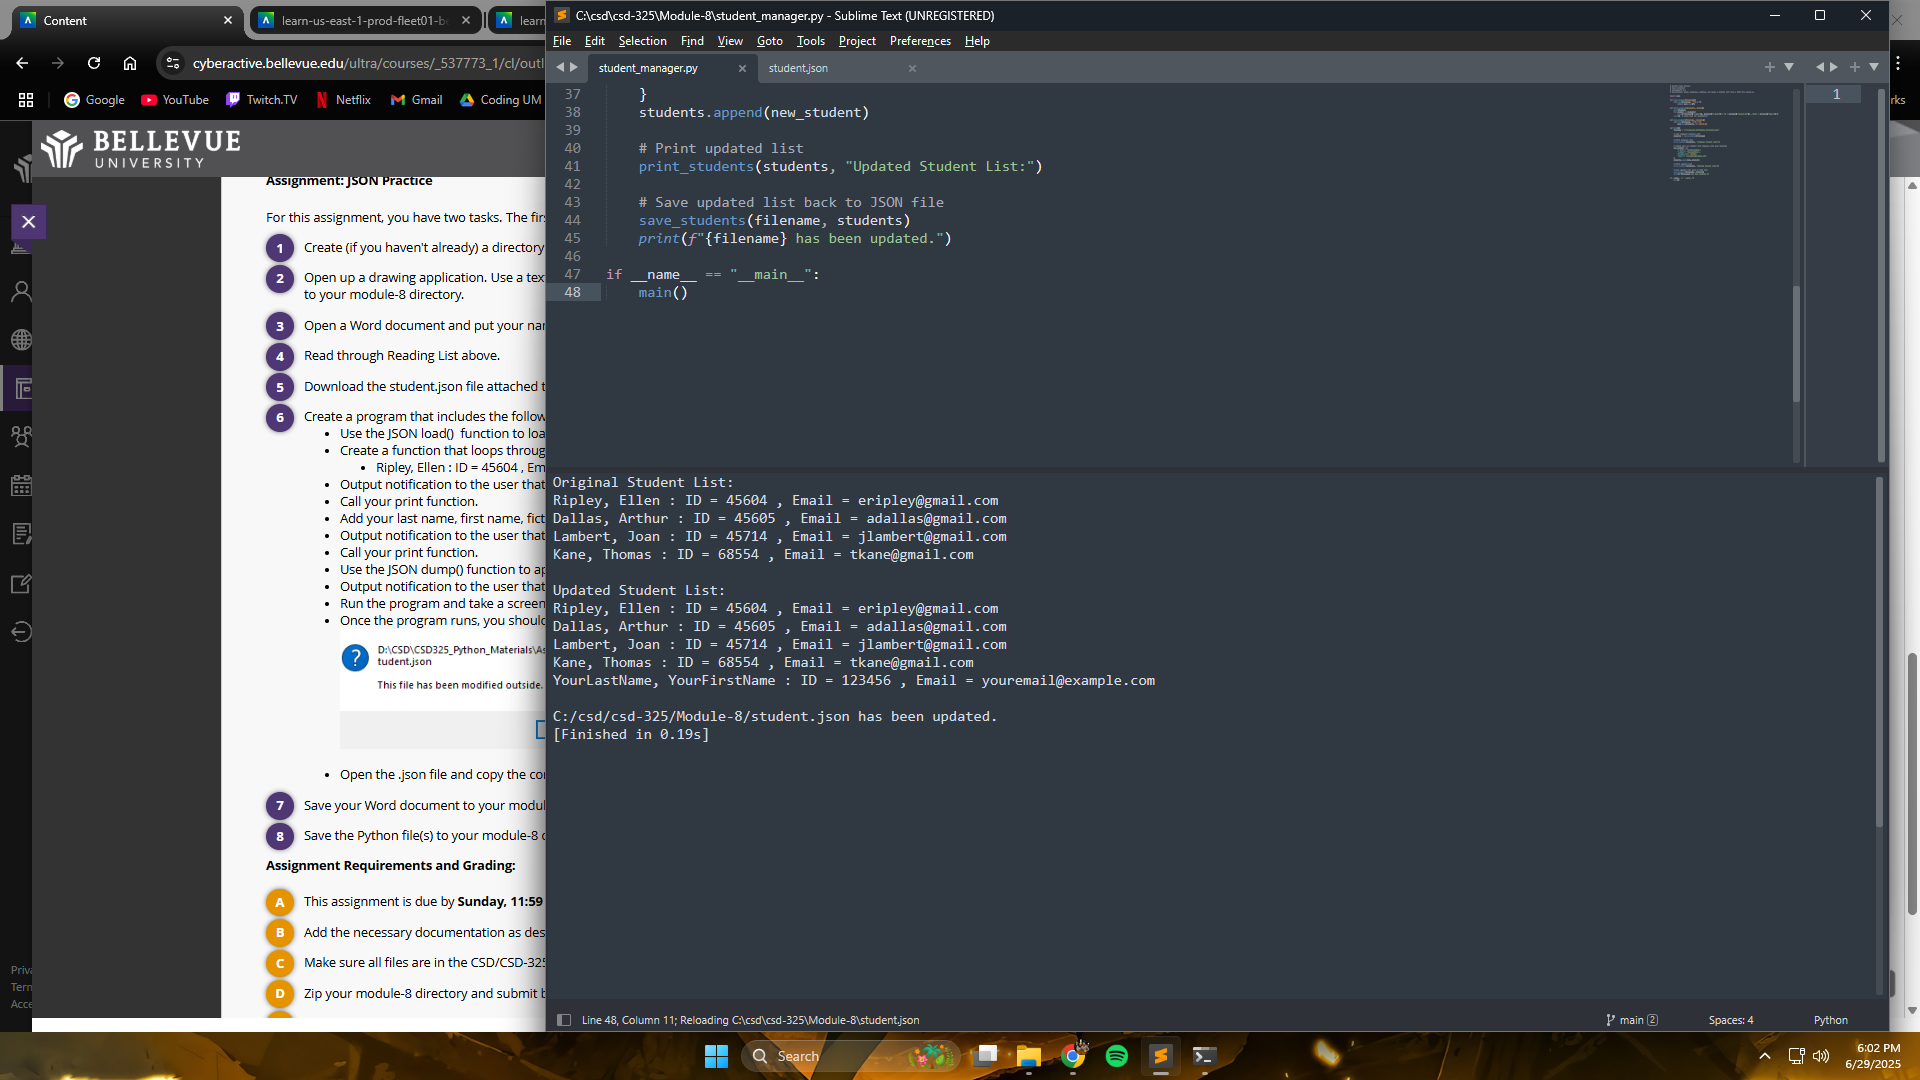 Content
learn-us-east-1-prod-fleet01-be
learn
cyberactive.bellevue.edu/ultra/courses/_537773_1/cl/outl
Google
YouTube
Twitch.TV
Netflix
Gmail
Coding UM
rks
BELLEVUE
UNIVERSITY
Assignment: JSON Practice
For this assignment, you have two tasks. The fir
1 Create (if you haven't already) a directory
2 Open up a drawing application. Use a tex
to your module-8 directory.
3 Open a Word document and put your nar
4 Read through Reading List above.
5 Download the student.json file attached t
6 Create a program that includes the follow
• Use the JSON load() function to loa
• Create a function that loops throug
• Ripley, Ellen : ID = 45604 , Em
• Output notification to the user that
• Call your print function.
• Add your last name, first name, fict
• Output notification to the user that
• Call your print function.
• Use the JSON dump() function to ap
• Output notification to the user that
• Run the program and take a screen
• Once the program runs, you shoul
D:\CSD\CSD325_Python_Materials\As
tudent.json
This file has been modified outside.
• Open the .json file and copy the co
7 Save your Word document to your modul
8 Save the Python file(s) to your module-8 d
Assignment Requirements and Grading:
A This assignment is due by Sunday, 11:59
B Add the necessary documentation as des
C Make sure all files are in the CSD/CSD-325
D Zip your module-8 directory and submit b
Priva
Term
Acce
C:\csd\csd-325\Module-8\student_manager.py - Sublime Text (UNREGISTERED)
File Edit Selection Find View Goto Tools Project Preferences Help
student_manager.py
student.json
37 }
38 students.append(new_student)
39
40 # Print updated list
41 print_students(students, "Updated Student List:")
42
43 # Save updated list back to JSON file
44 save_students(filename, students)
45 print(f"{filename} has been updated.")
46
47 if __name__ == "__main__":
48 main()
1
Original Student List:
Ripley, Ellen : ID = 45604 , Email = eripley@gmail.com
Dallas, Arthur : ID = 45605 , Email = adallas@gmail.com
Lambert, Joan : ID = 45714 , Email = jlambert@gmail.com
Kane, Thomas : ID = 68554 , Email = tkane@gmail.com
Updated Student List:
Ripley, Ellen : ID = 45604 , Email = eripley@gmail.com
Dallas, Arthur : ID = 45605 , Email = adallas@gmail.com
Lambert, Joan : ID = 45714 , Email = jlambert@gmail.com
Kane, Thomas : ID = 68554 , Email = tkane@gmail.com
YourLastName, YourFirstName : ID = 123456 , Email = youremail@example.com
C:/csd/csd-325/Module-8/student.json has been updated.
[Finished in 0.19s]
Line 48, Column 11; Reloading C:\csd\csd-325\Module-8\student.json
main 2
Spaces: 4
Python
Search
6:02 PM
6/29/2025